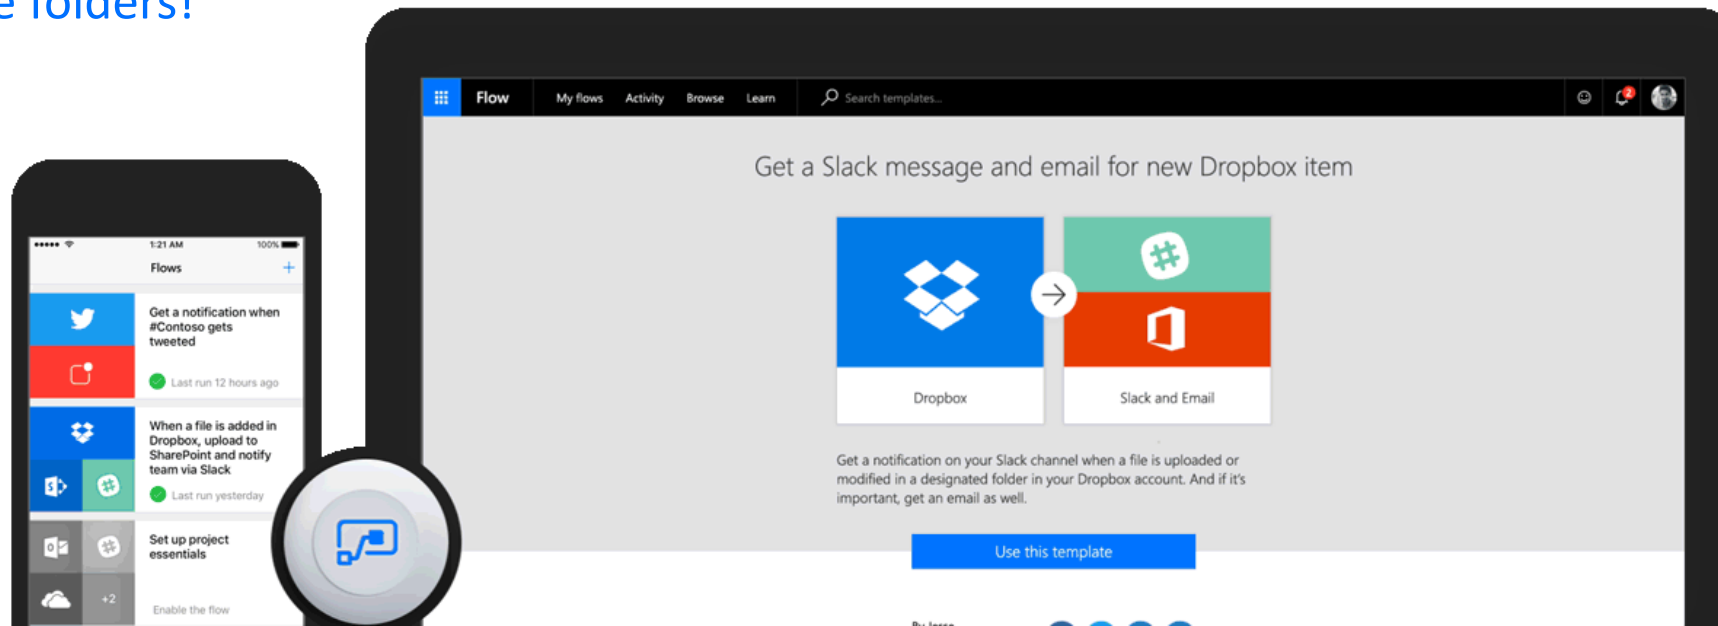 e folders!
Flow
My flows
Activity
Browse
Learn
Search templates...
2
Get a Slack message and email for new Dropbox item
Dropbox
Slack and Email
Get a notification on your Slack channel when a file is uploaded or
modified in a designated folder in your Dropbox account. And if it's
important, get an email as well.
Use this template
By Jesse
1:21 AM
100%
Flows
+
Get a notification when
#Contoso gets
tweeted
Last run 12 hours ago
When a file is added in
Dropbox, upload to
SharePoint and notify
team via Slack
Last run yesterday
Set up project
essentials
+2
Enable the flow